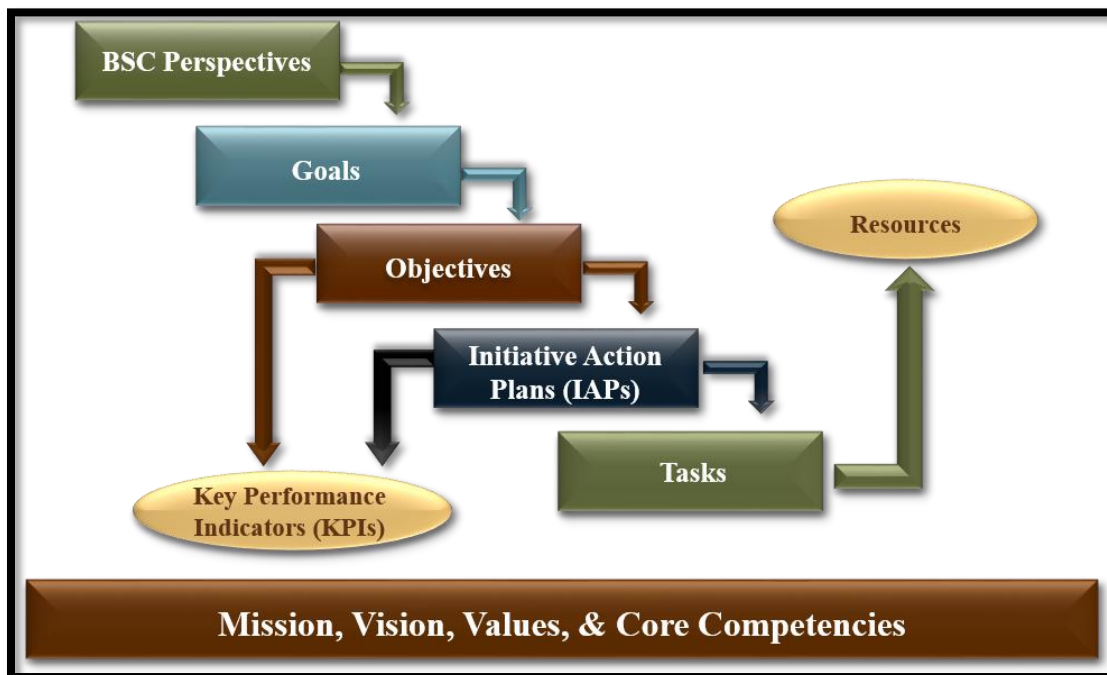 BSC Perspectives
Goals
Resources
Objectives
Initiative Action
Plans (IAPs)
Tasks
Key Performance
Indicators (KPIs)
Mission, Vision, Values, & Core Competencies